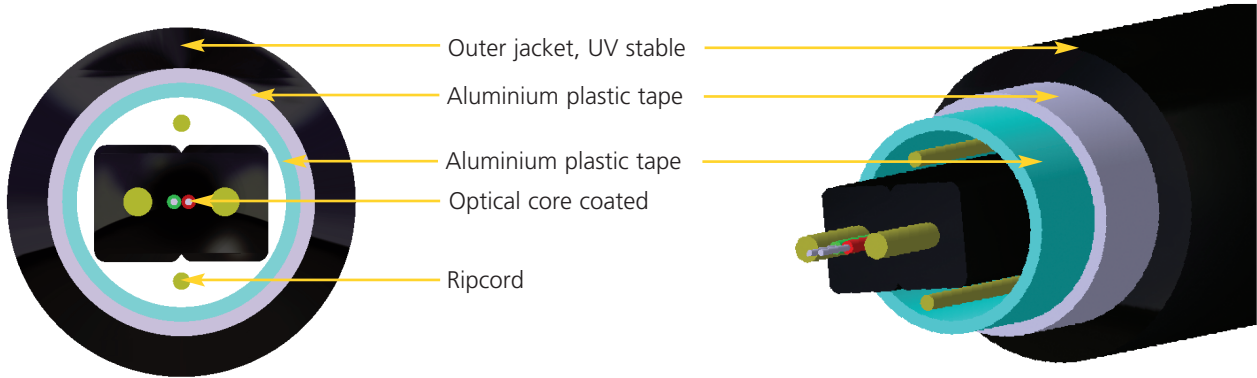 Outer jacket, UV stable
Aluminium plastic tape
Aluminium plastic tape
Optical core coated
Ripcord